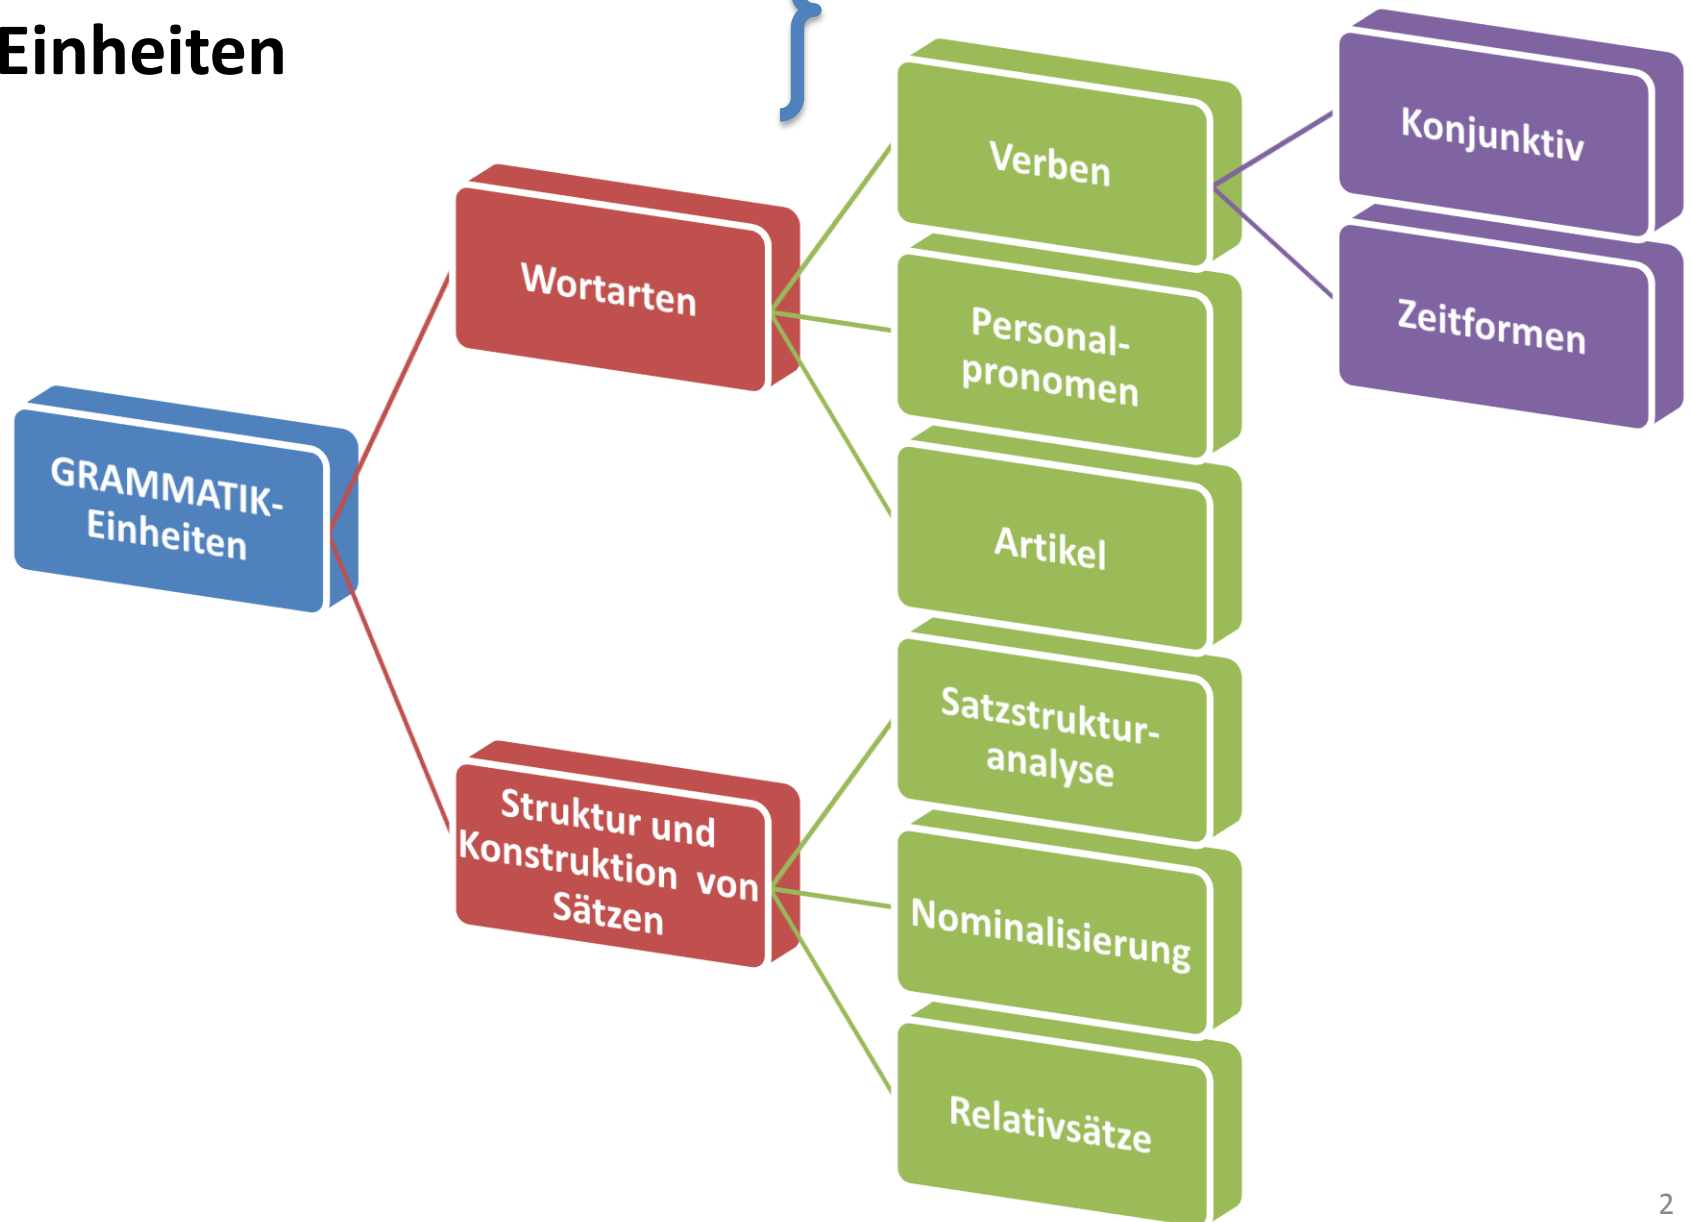 Einheiten
GRAMMATIK-
Einheiten
Wortarten
Verben
Konjunktiv
Zeitformen
Personal-
pronomen
Artikel
Struktur und
Konstruktion  von
Sätzen
Satzstruktur-
analyse
Nominalisierung
Relativsätze
2